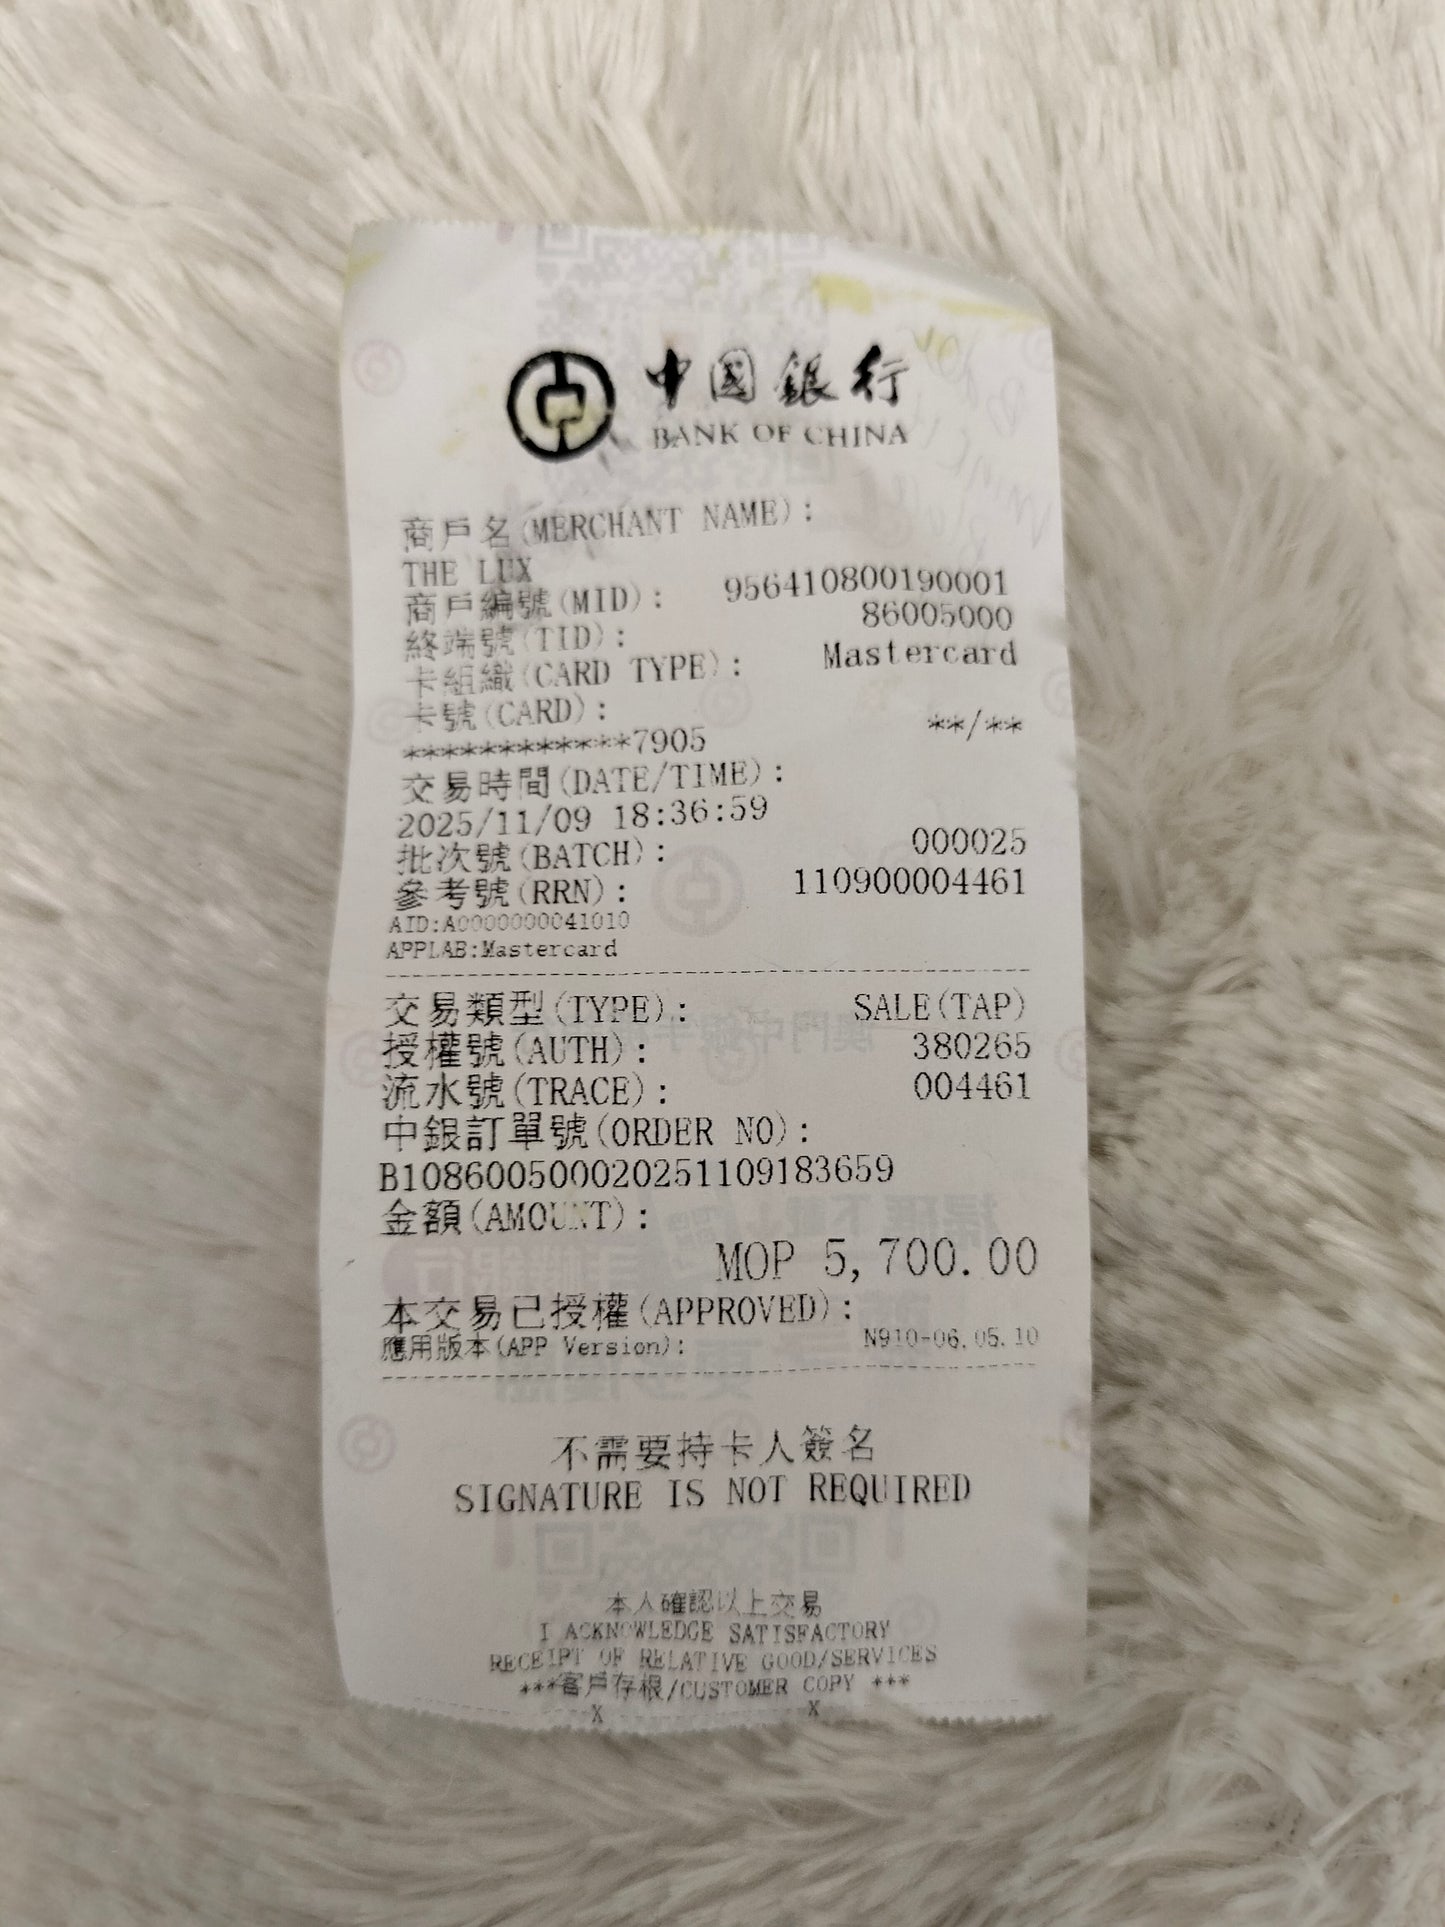 中國銀行
BANK OF CHINA
商戶名(MERCHANT NAME):
THE LUX
商戶編號(MID): 956410800190001
終端號(TID): 86005000
卡組織(CARD TYPE): Mastercard
卡號(CARD):
************7905 **/**
交易時間(DATE/TIME):
2025/11/09 18:36:59
批次號(BATCH): 000025
參考號(RRN): 110900004461
AID:A0000000041010
APPLAB:Mastercard
交易類型(TYPE): SALE(TAP)
授權號(AUTH): 380265
流水號(TRACE): 004461
中銀訂單號(ORDER NO):
B108600500020251109183659
金額(AMOUNT):
MOP 5,700.00
本交易已授權(APPROVED):
應用版本(APP Version): N910-06.05.10
不需要持卡人簽名
SIGNATURE IS NOT REQUIRED
本人確認以上交易
I ACKNOWLEDGE SATISFACTORY
RECEIPT OF RELATIVE GOOD/SERVICES
***客戶存根/CUSTOMER COPY ***
X X